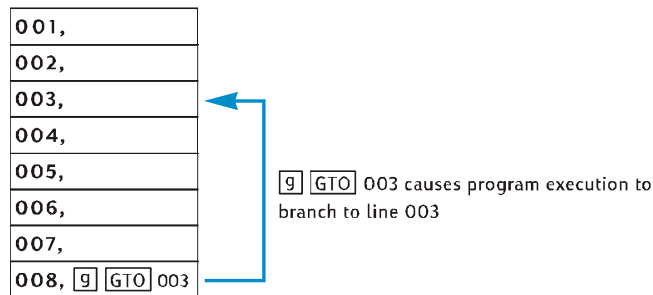 001,
002,
003,
004,
005,
006,
007,
008, g GTO 003
g GTO 003 causes program execution to
branch to line 003